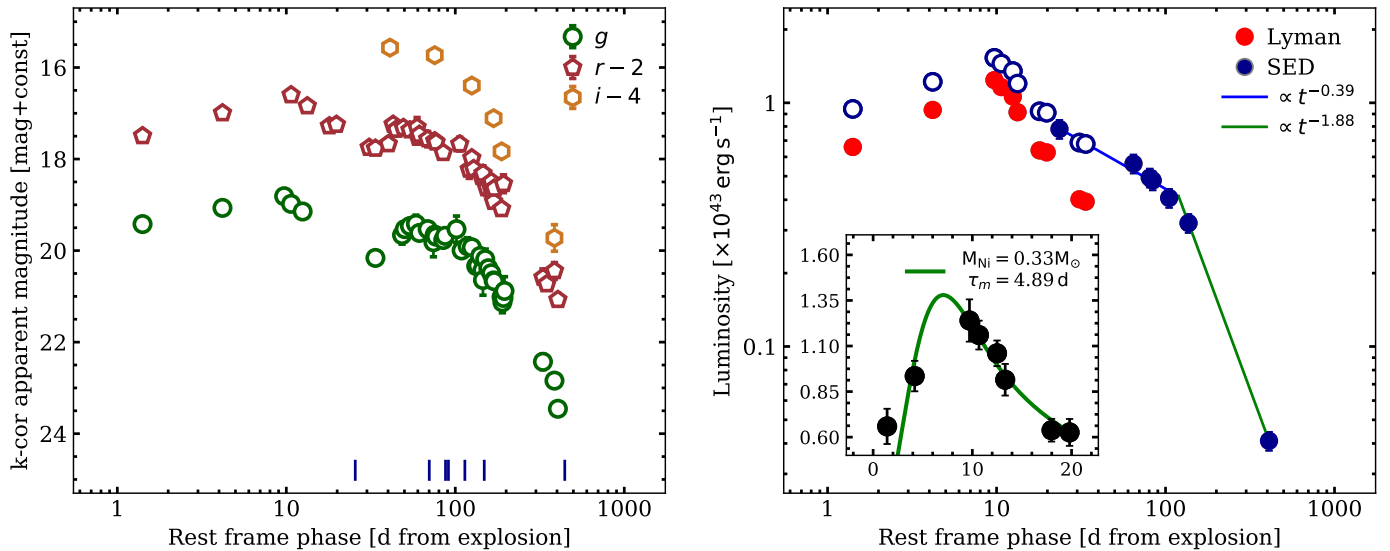 k-cor apparent magnitude [mag+const]
16
18
20
22
24
g
r − 2
i − 4
1
10
100
1000
Rest frame phase [d from explosion]
Luminosity [×10⁴³ erg s⁻¹]
1
0.1
Lyman
SED
∝ t⁻⁰·³⁹
∝ t⁻¹·⁸⁸
1.60
1.35
1.10
0.85
0.60
M_Ni = 0.33M_⊙
τ_m = 4.89 d
0
10
20
1
10
100
1000
Rest frame phase [d from explosion]